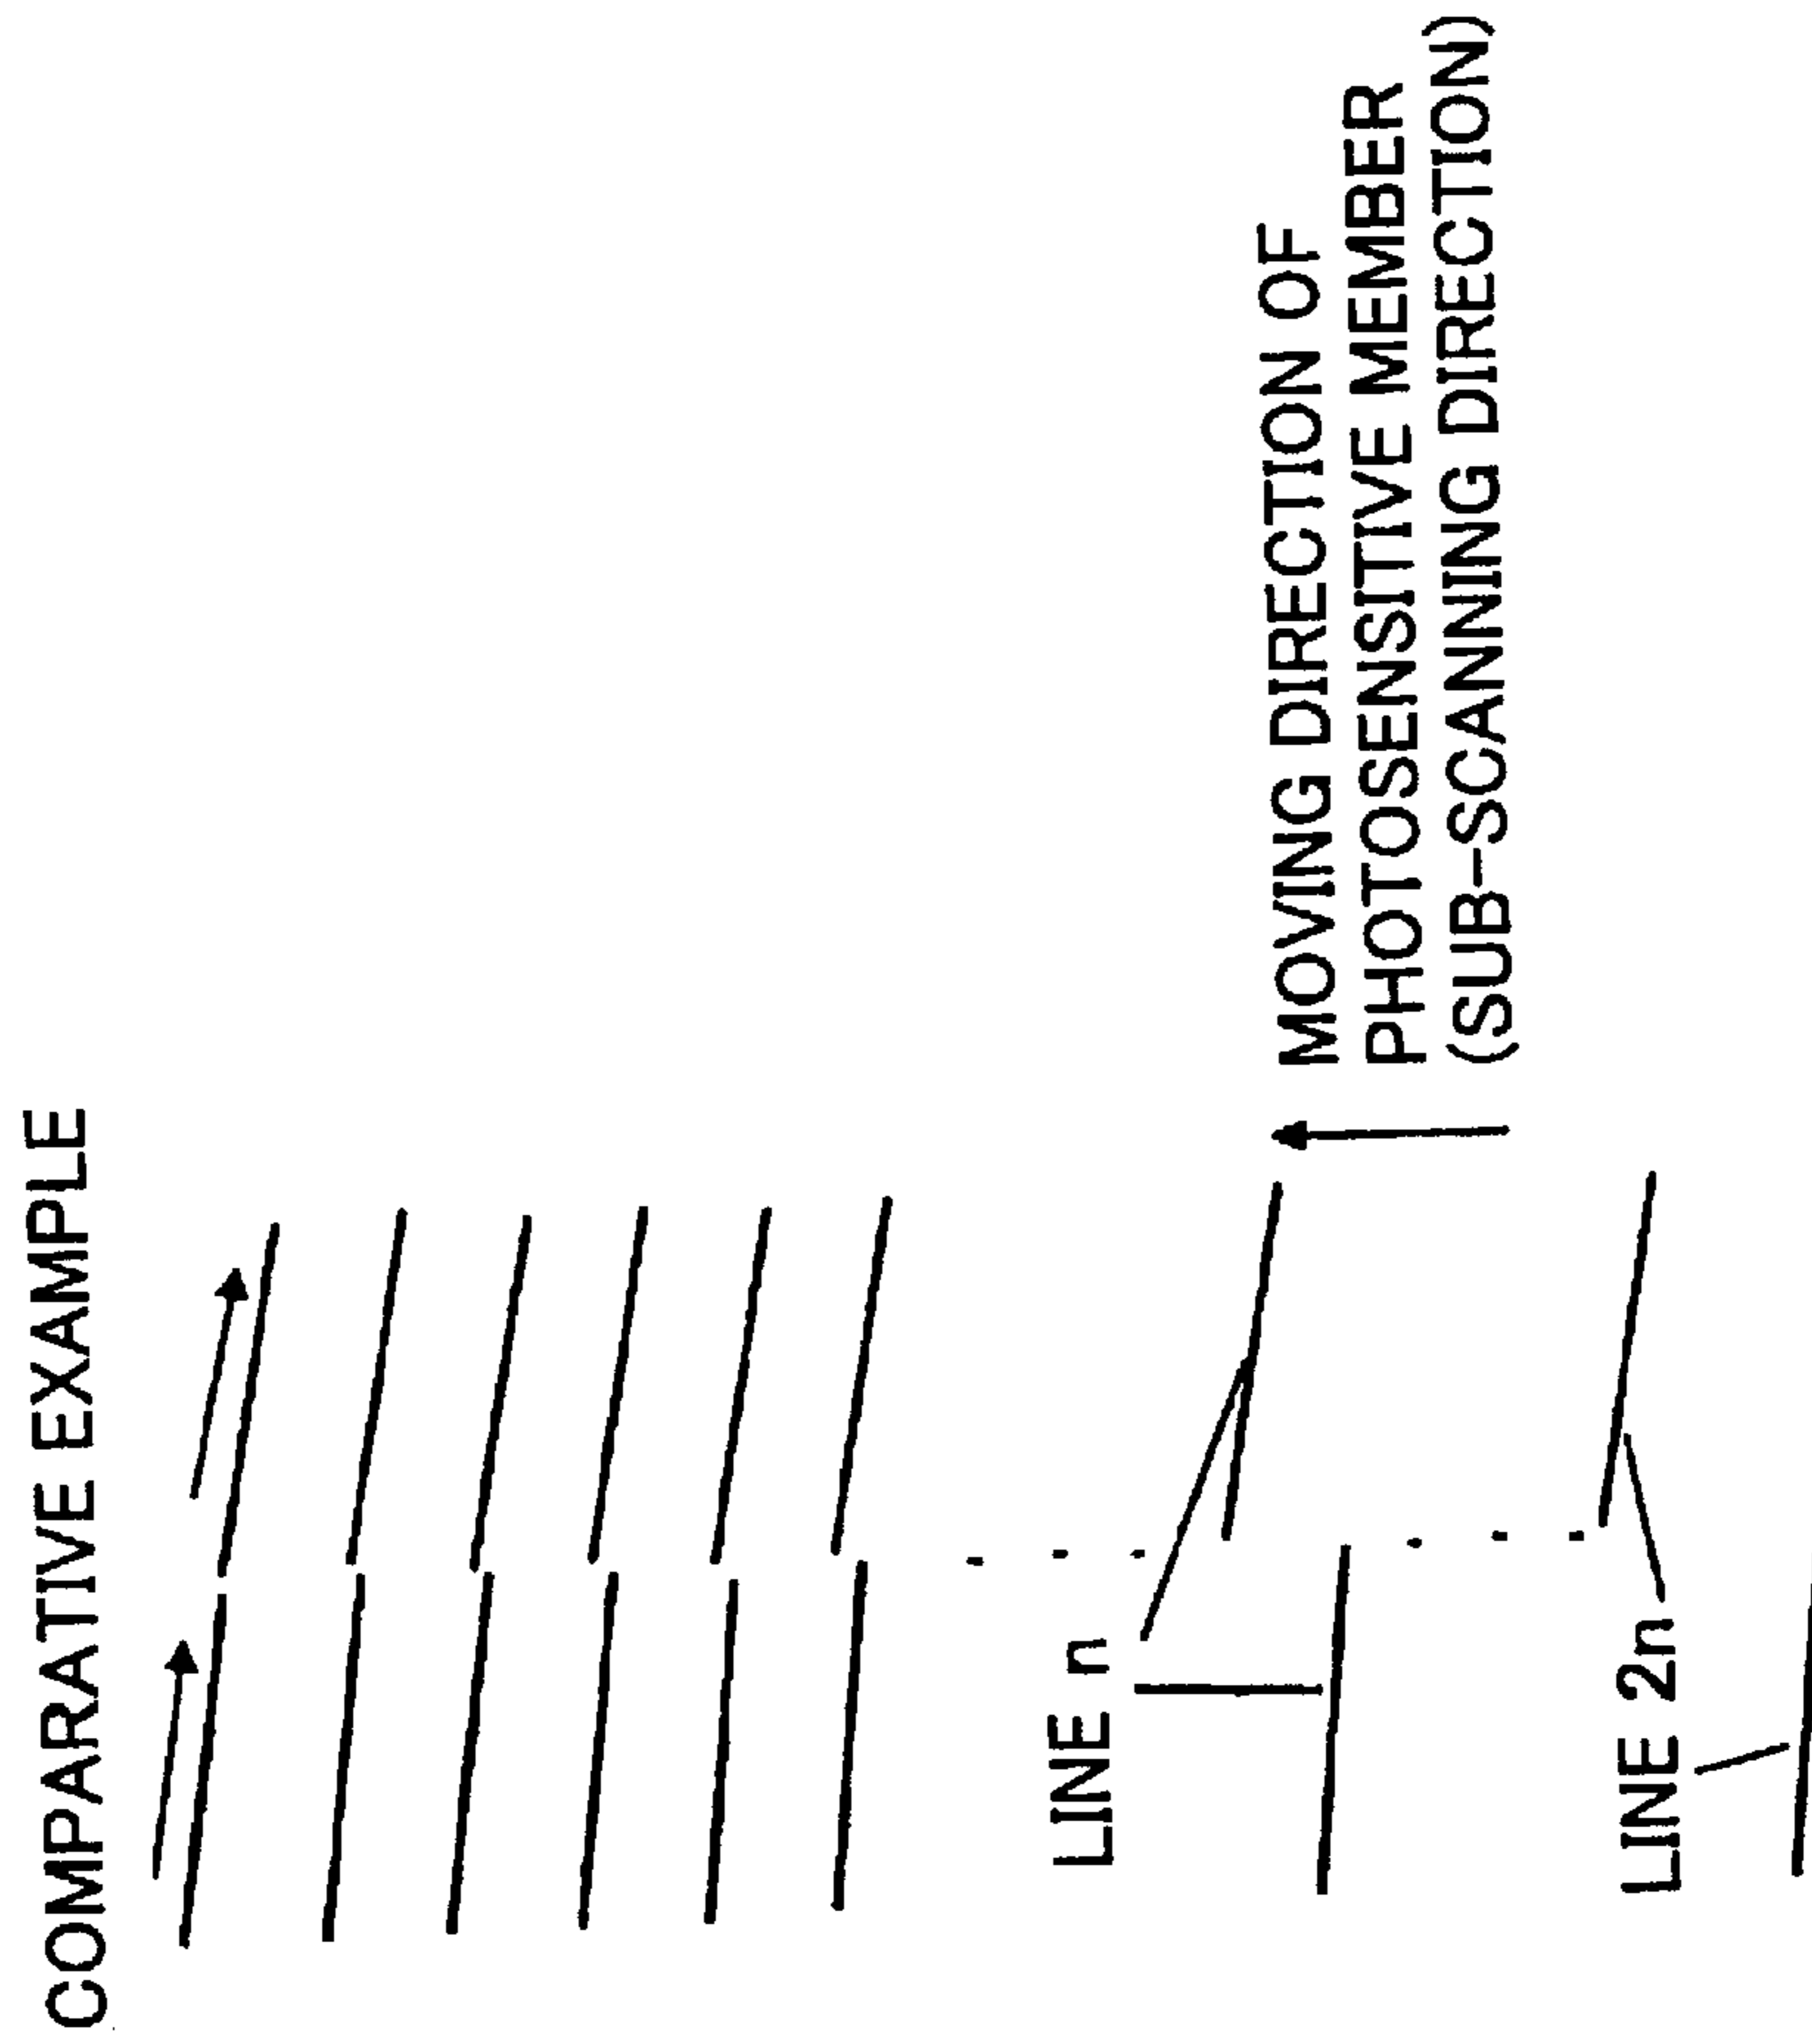 COMPARATIVE EXAMPLE
LINE n
LINE 2n
MOVING DIRECTION OF
PHOTOSENSITIVE MEMBER
(SUB-SCANNING DIRECTION)